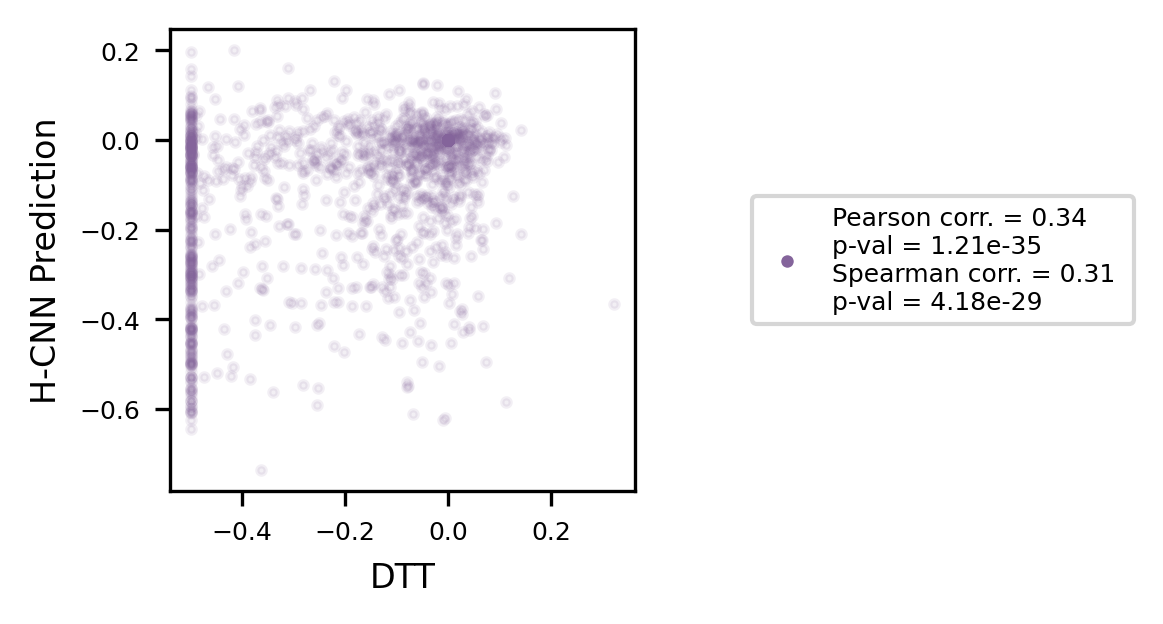 0.2
0.0
−0.2
−0.4
−0.6
H-CNN Prediction
−0.4
−0.2
0.0
0.2
DTT
Pearson corr. = 0.34
p-val = 1.21e-35
Spearman corr. = 0.31
p-val = 4.18e-29